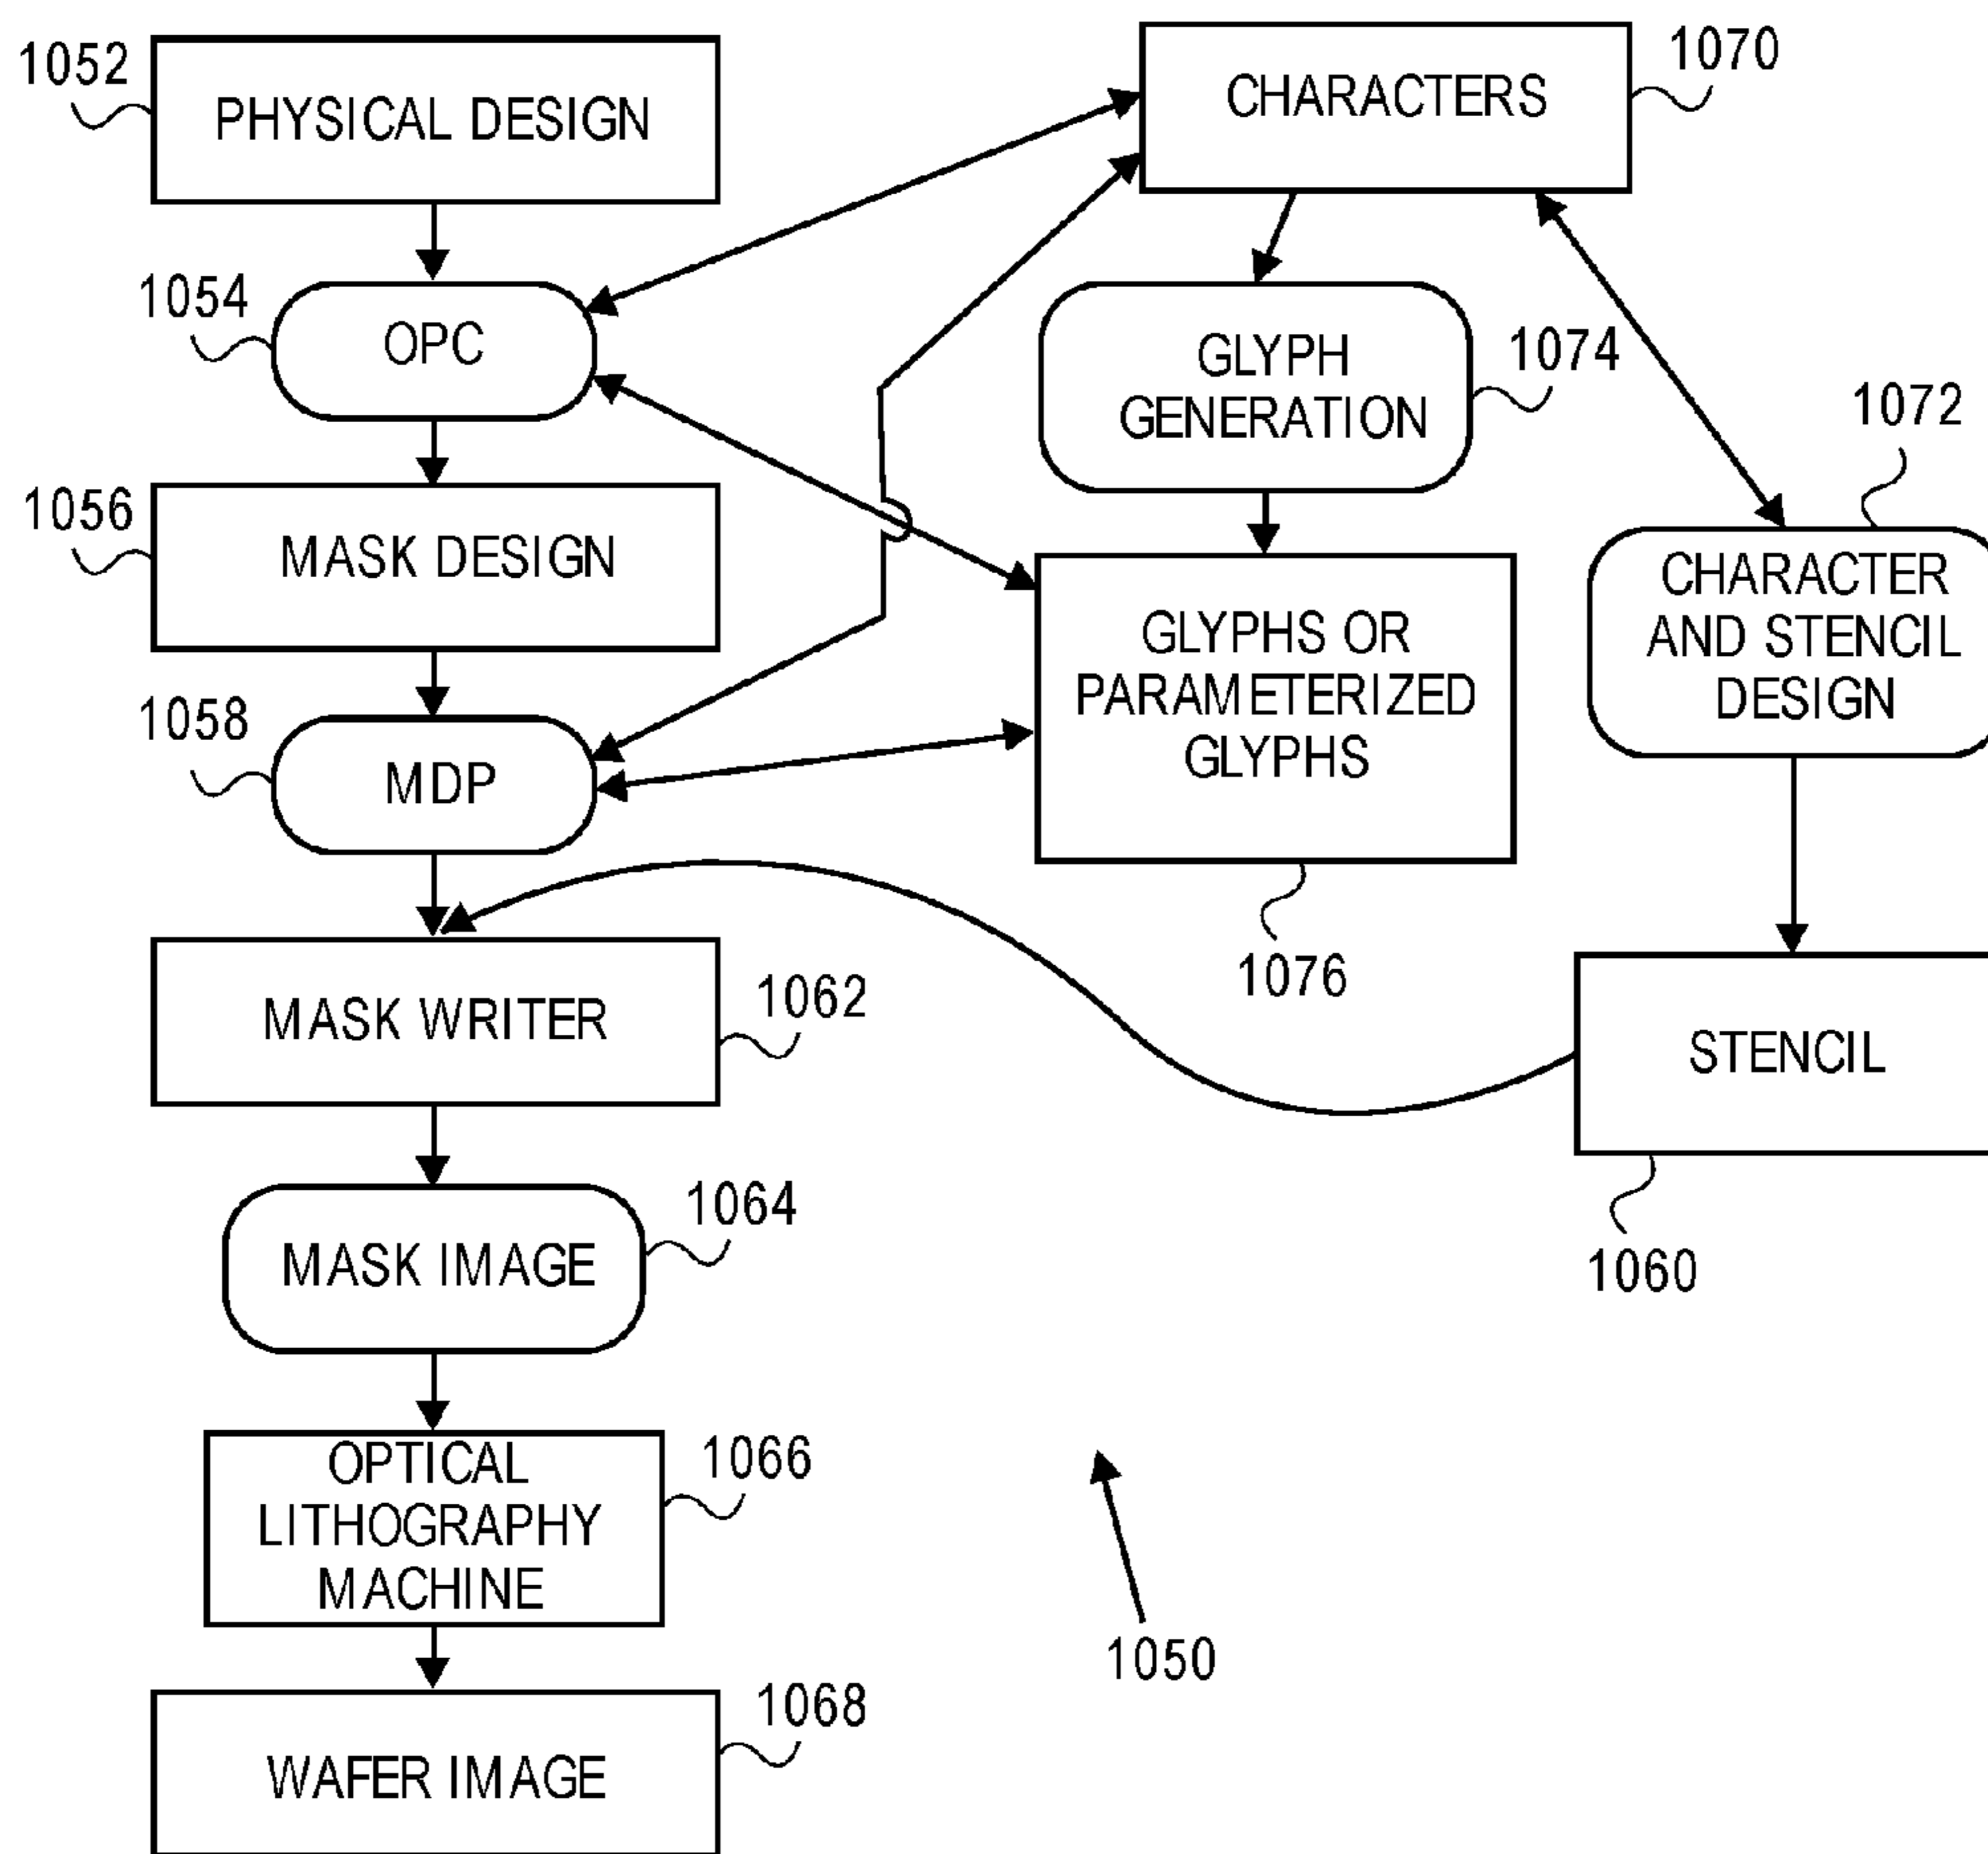 1052
PHYSICAL DESIGN
1054
OPC
1056
MASK DESIGN
1058
MDP
MASK WRITER
1062
MASK IMAGE
1064
OPTICAL
LITHOGRAPHY
MACHINE
1066
WAFER IMAGE
1068
CHARACTERS
1070
GLYPH
GENERATION
1074
GLYPHS OR
PARAMETERIZED
GLYPHS
1076
1072
CHARACTER
AND STENCIL
DESIGN
STENCIL
1060
1050